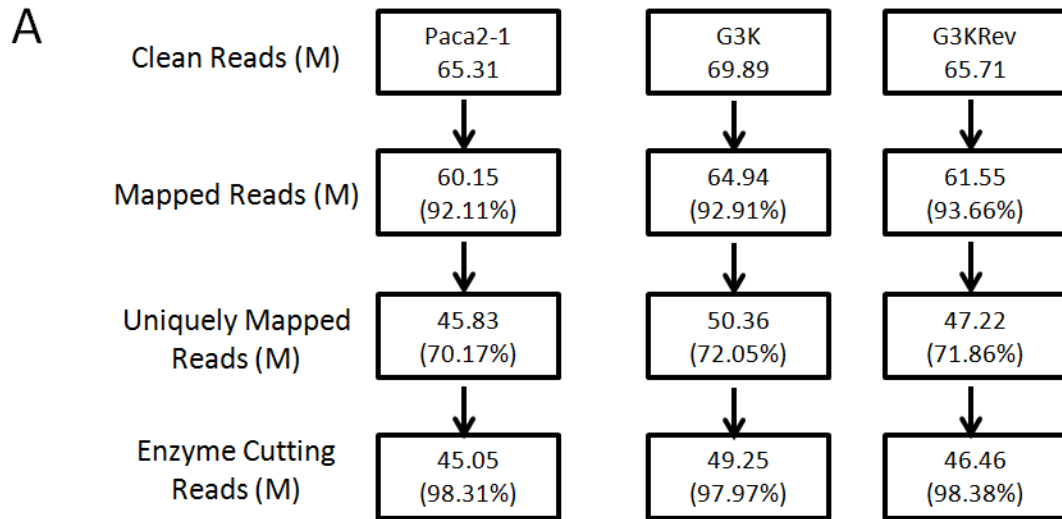 A
Clean Reads (M)
Paca2-1
65.31
G3K
69.89
G3KRev
65.71
Mapped Reads (M)
60.15
(92.11%)
64.94
(92.91%)
61.55
(93.66%)
Uniquely Mapped
Reads (M)
45.83
(70.17%)
50.36
(72.05%)
47.22
(71.86%)
Enzyme Cutting
Reads (M)
45.05
(98.31%)
49.25
(97.97%)
46.46
(98.38%)